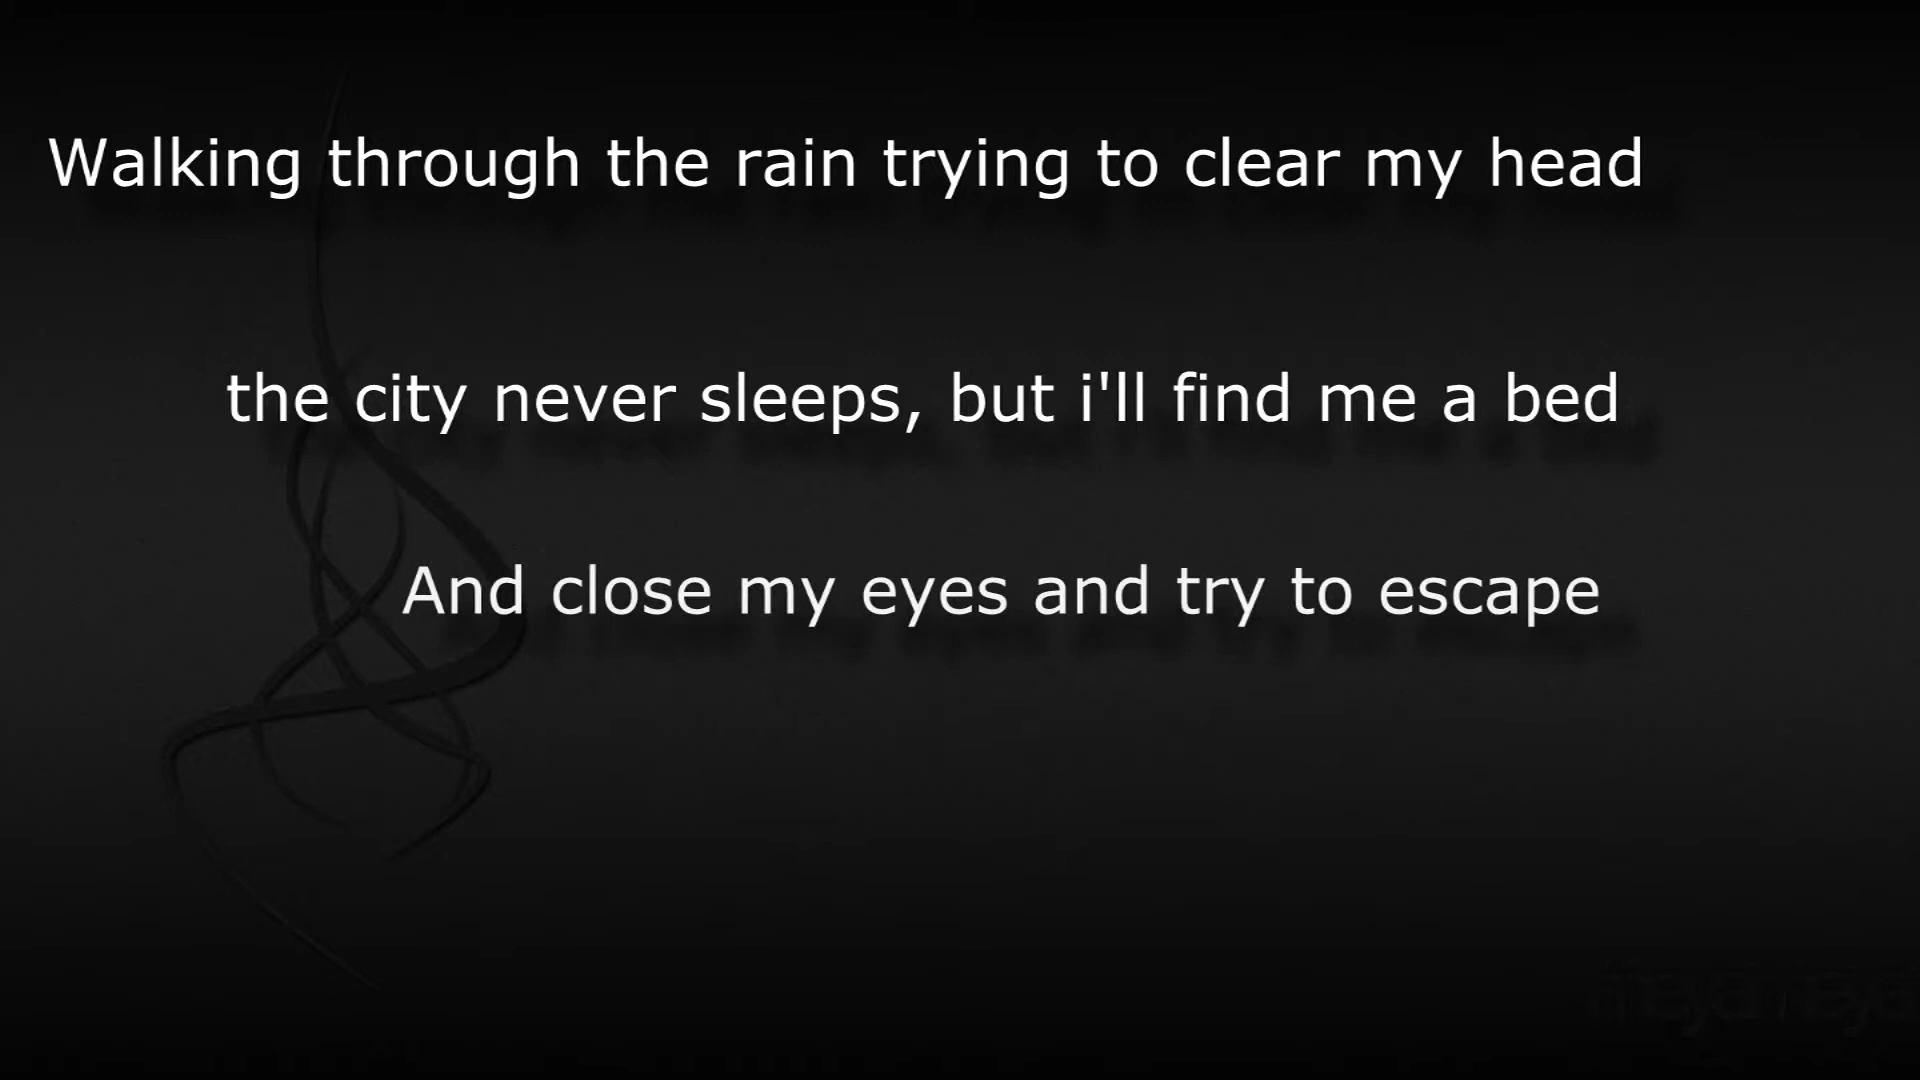 Walking through the rain trying to clear my head
the city never sleeps, but i'll find me a bed
And close my eyes and try to escape